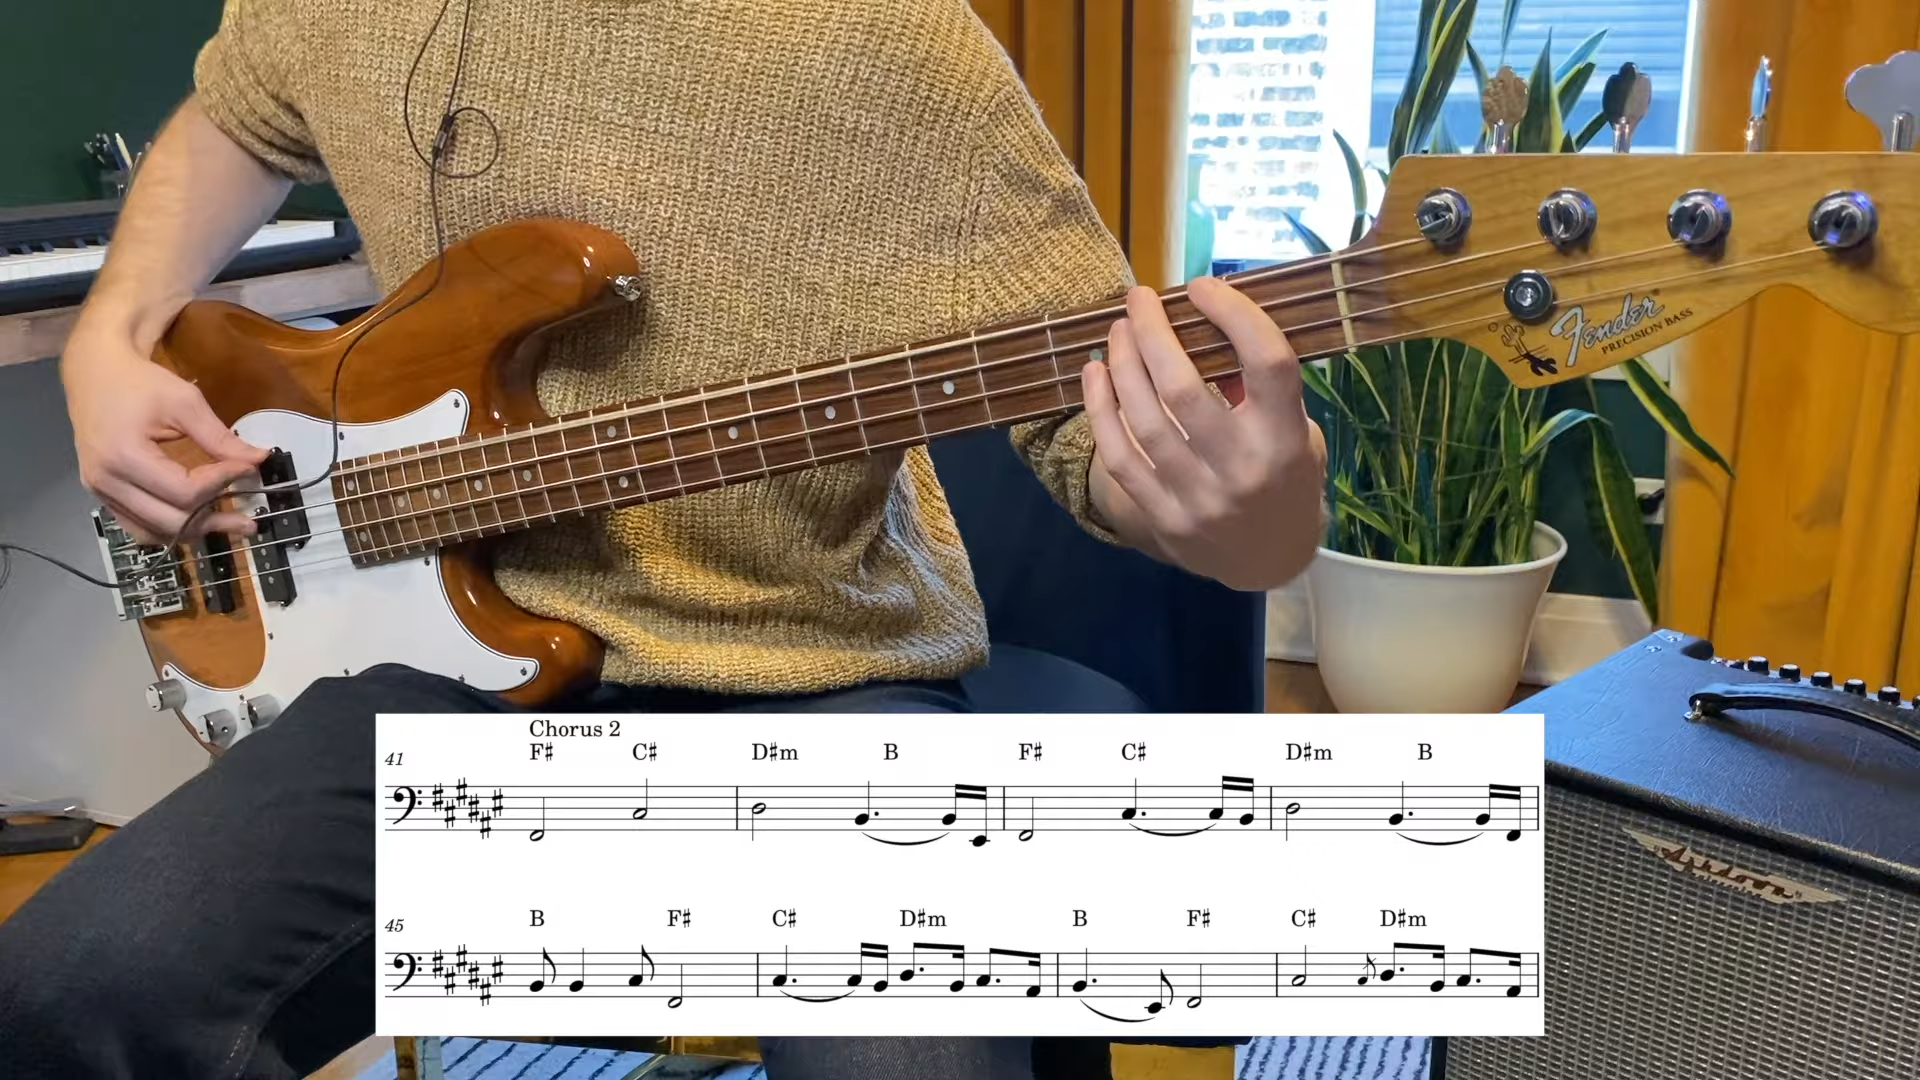 Fender
PRECISION BASS
Chorus 2
F♯ C♯ D♯m B F♯ C♯ D♯m B
41
B F♯ C♯ D♯m B F♯ C♯ D♯m
45
Ashdown